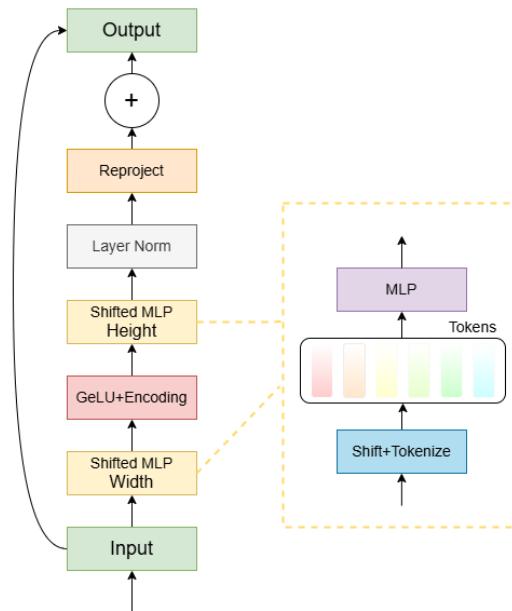 Output
+
Reproject
Layer Norm
Shifted MLP
Height
GeLU+Encoding
Shifted MLP
Width
Input
MLP
Tokens
Shift+Tokenize